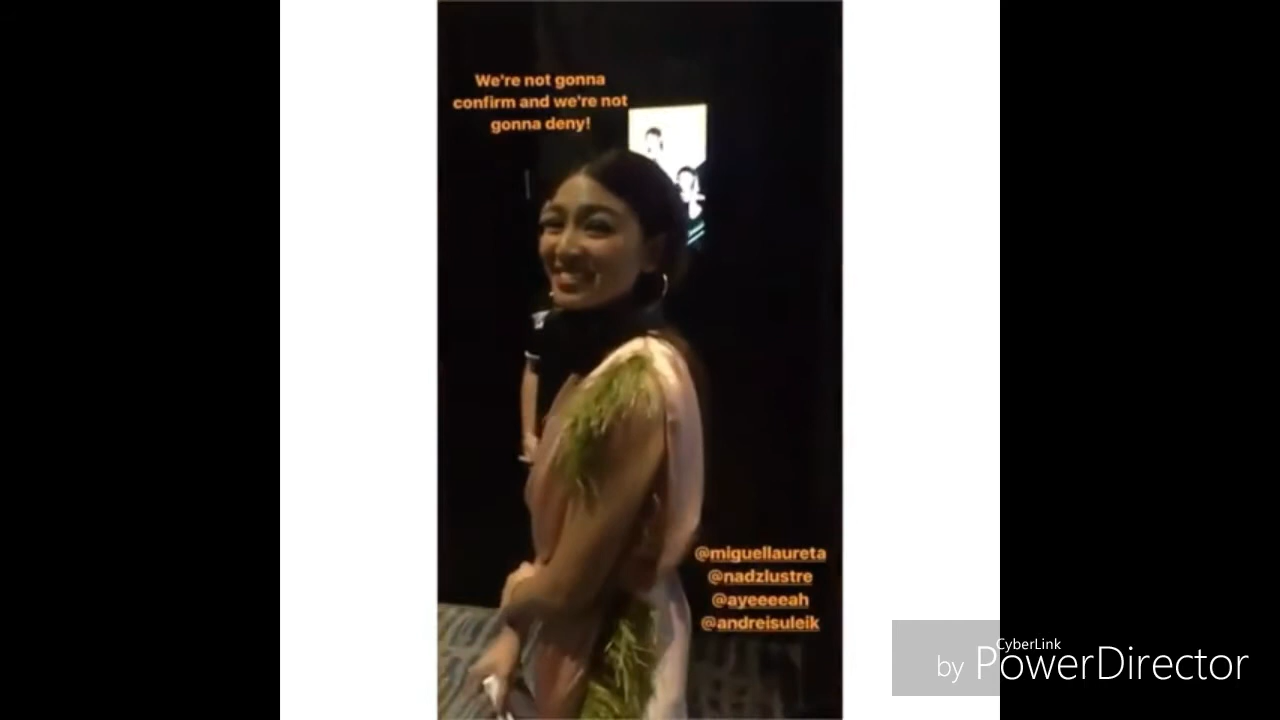 We're not gonna
confirm and we're not
gonna deny!
@miguellaureta
@nadzlustre
@ayeeeeah
@andreisuleik
CyberLink
by PowerDirector